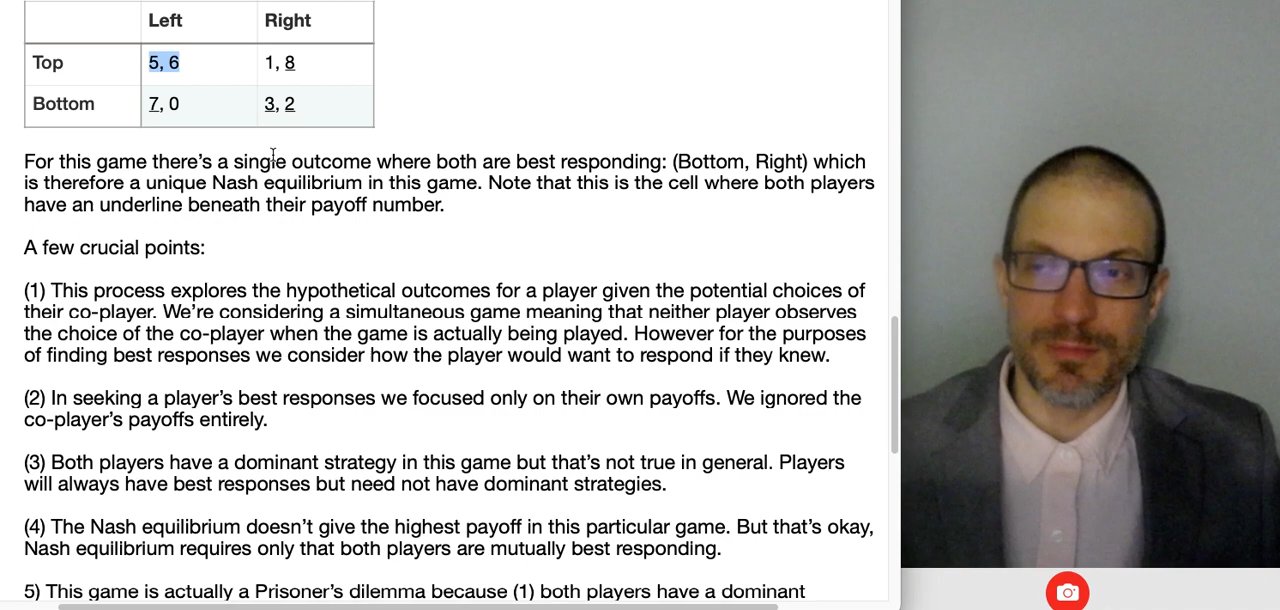 Left Right
Top 5, 6 1, 8
Bottom 7, 0 3, 2
For this game there's a single outcome where both are best responding: (Bottom, Right) which
is therefore a unique Nash equilibrium in this game. Note that this is the cell where both players
have an underline beneath their payoff number.
A few crucial points:
(1) This process explores the hypothetical outcomes for a player given the potential choices of
their co-player. We're considering a simultaneous game meaning that neither player observes
the choice of the co-player when the game is actually being played. However for the purposes
of finding best responses we consider how the player would want to respond if they knew.
(2) In seeking a player's best responses we focused only on their own payoffs. We ignored the
co-player's payoffs entirely.
(3) Both players have a dominant strategy in this game but that's not true in general. Players
will always have best responses but need not have dominant strategies.
(4) The Nash equilibrium doesn't give the highest payoff in this particular game. But that's okay,
Nash equilibrium requires only that both players are mutually best responding.
5) This game is actually a Prisoner's dilemma because (1) both players have a dominant